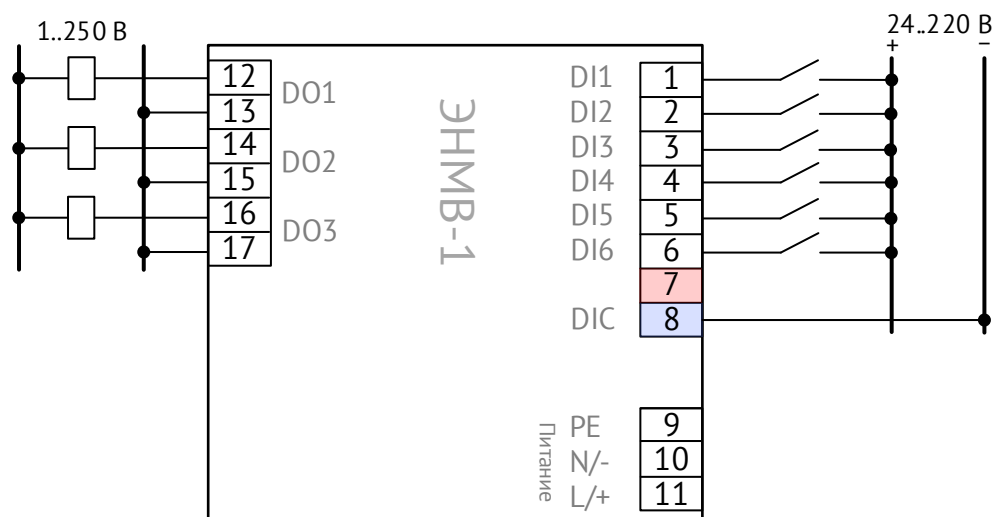 1..250 В
24..220 В
+ -
12
DO1
13
14
DO2
15
16
DO3
17
ЭНМВ-1
DI1 1
DI2 2
DI3 3
DI4 4
DI5 5
DI6 6
7
DIC 8
Питание
PE 9
N/- 10
L/+ 11